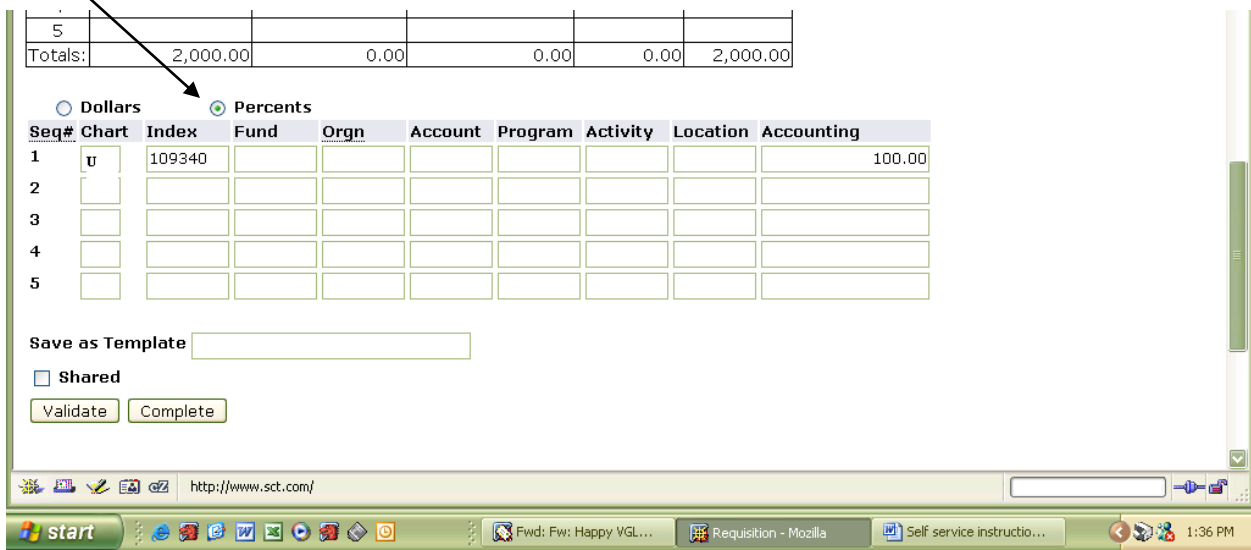 5
Totals: 2,000.00 0.00 0.00 0.00 2,000.00
Dollars Percents
Seq# Chart Index Fund Orgn Account Program Activity Location Accounting
1 U 109340 100.00
2
3
4
5
Save as Template
Shared
Validate Complete
http://www.sct.com/
start Fwd: Fw: Happy VGL... Requisition - Mozilla Self service instructio... 1:36 PM